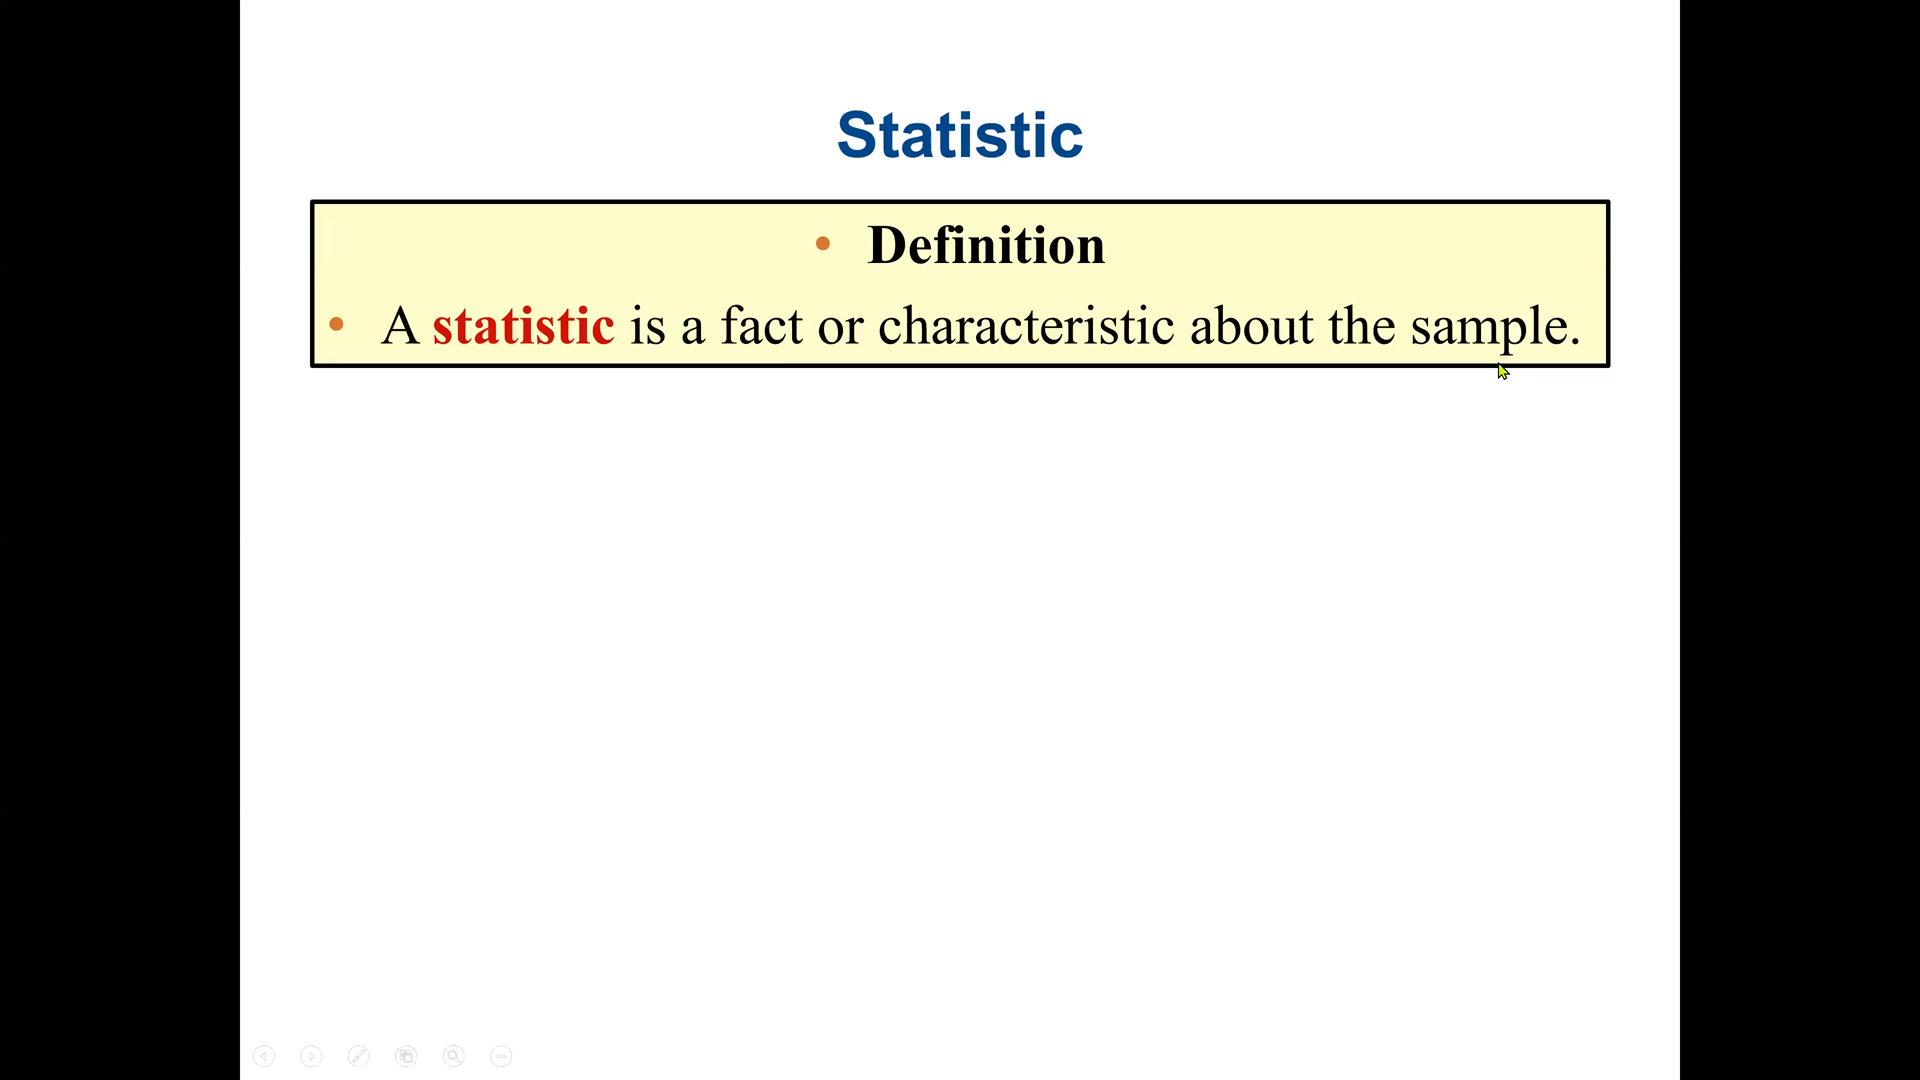 Statistic
• Definition
• A statistic is a fact or characteristic about the sample.